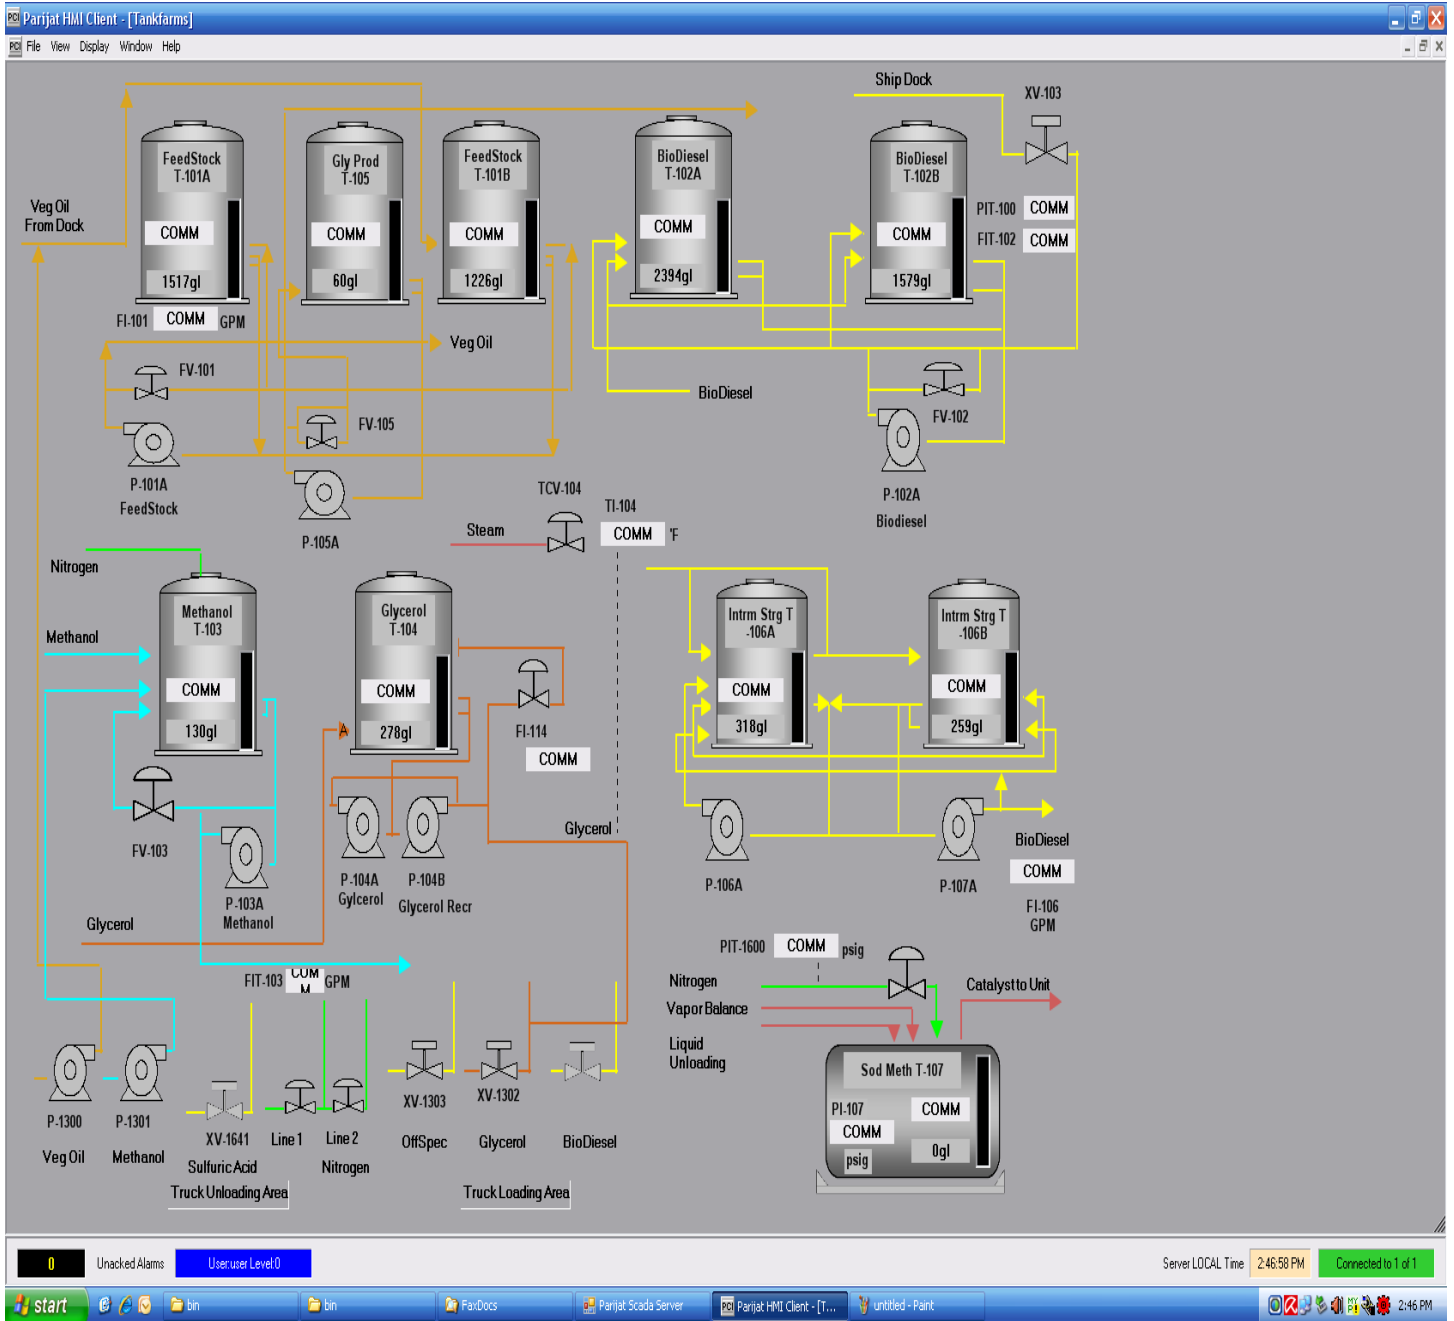 Parijat HMI Client - [Tankfarms]
File View Display Window Help
Ship Dock
XV-103
FeedStock
T-101A
COMM
1517gl
Gly Prod
T-105
COMM
60gl
FeedStock
T-101B
COMM
1226gl
BioDiesel
T-102A
COMM
2394gl
BioDiesel
T-102B
COMM
1579gl
PIT-100 COMM
FIT-102 COMM
Veg Oil
From Dock
FI-101 COMM GPM
Veg Oil
FV-101
FV-105
BioDiesel
FV-102
P-101A
FeedStock
P-105A
P-102A
Biodiesel
TCV-104
TI-104
Steam
COMM 'F
Nitrogen
Methanol
Methanol
T-103
COMM
130gl
Glycerol
T-104
COMM
278gl
FI-114
COMM
Intrm Strg T
-106A
COMM
318gl
Intrm Strg T
-106B
COMM
259gl
FV-103
P-103A
Methanol
P-104A
Gylcerol
P-104B
Glycerol Recr
Glycerol
P-106A
P-107A
BioDiesel
COMM
FI-106
GPM
Glycerol
FIT-103 COM
M GPM
PIT-1600 COMM psig
Nitrogen
Vapor Balance
Liquid
Unloading
Catalyst to Unit
Sod Meth T-107
PI-107
COMM
psig
COMM
0gl
P-1300
Veg Oil
P-1301
Methanol
XV-1641
Sulfuric Acid
Line 1
Line 2
Nitrogen
XV-1303
OffSpec
XV-1302
Glycerol
BioDiesel
Truck Unloading Area
Truck Loading Area
0 Unacked Alarms User:user Level:0
Server LOCAL Time 2:46:58 PM Connected to 1 of 1
start bin bin FaxDocs Parijat Scada Server Parijat HMI Client - [T... untitled - Paint 2:46 PM